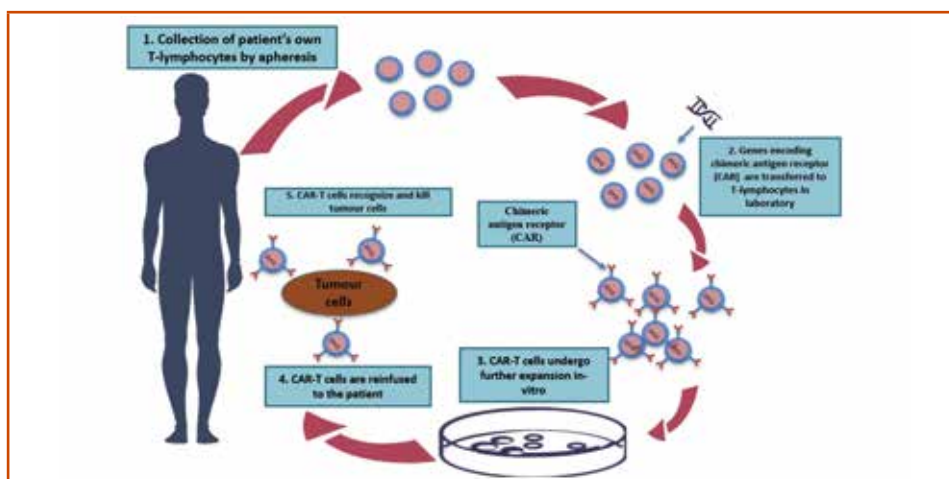 1. Collection of patient's own
T-lymphocytes by apheresis
2. Genes encoding
chimeric antigen receptor
(CAR) are transferred to
T-lymphocytes in
laboratory
Chimeric
antigen receptor
(CAR)
3. CAR-T cells undergo
further expansion in-
vitro
4. CAR-T cells are reinfused
to the patient
5. CAR-T cells recognize and kill
tumour cells
Tumour
cells